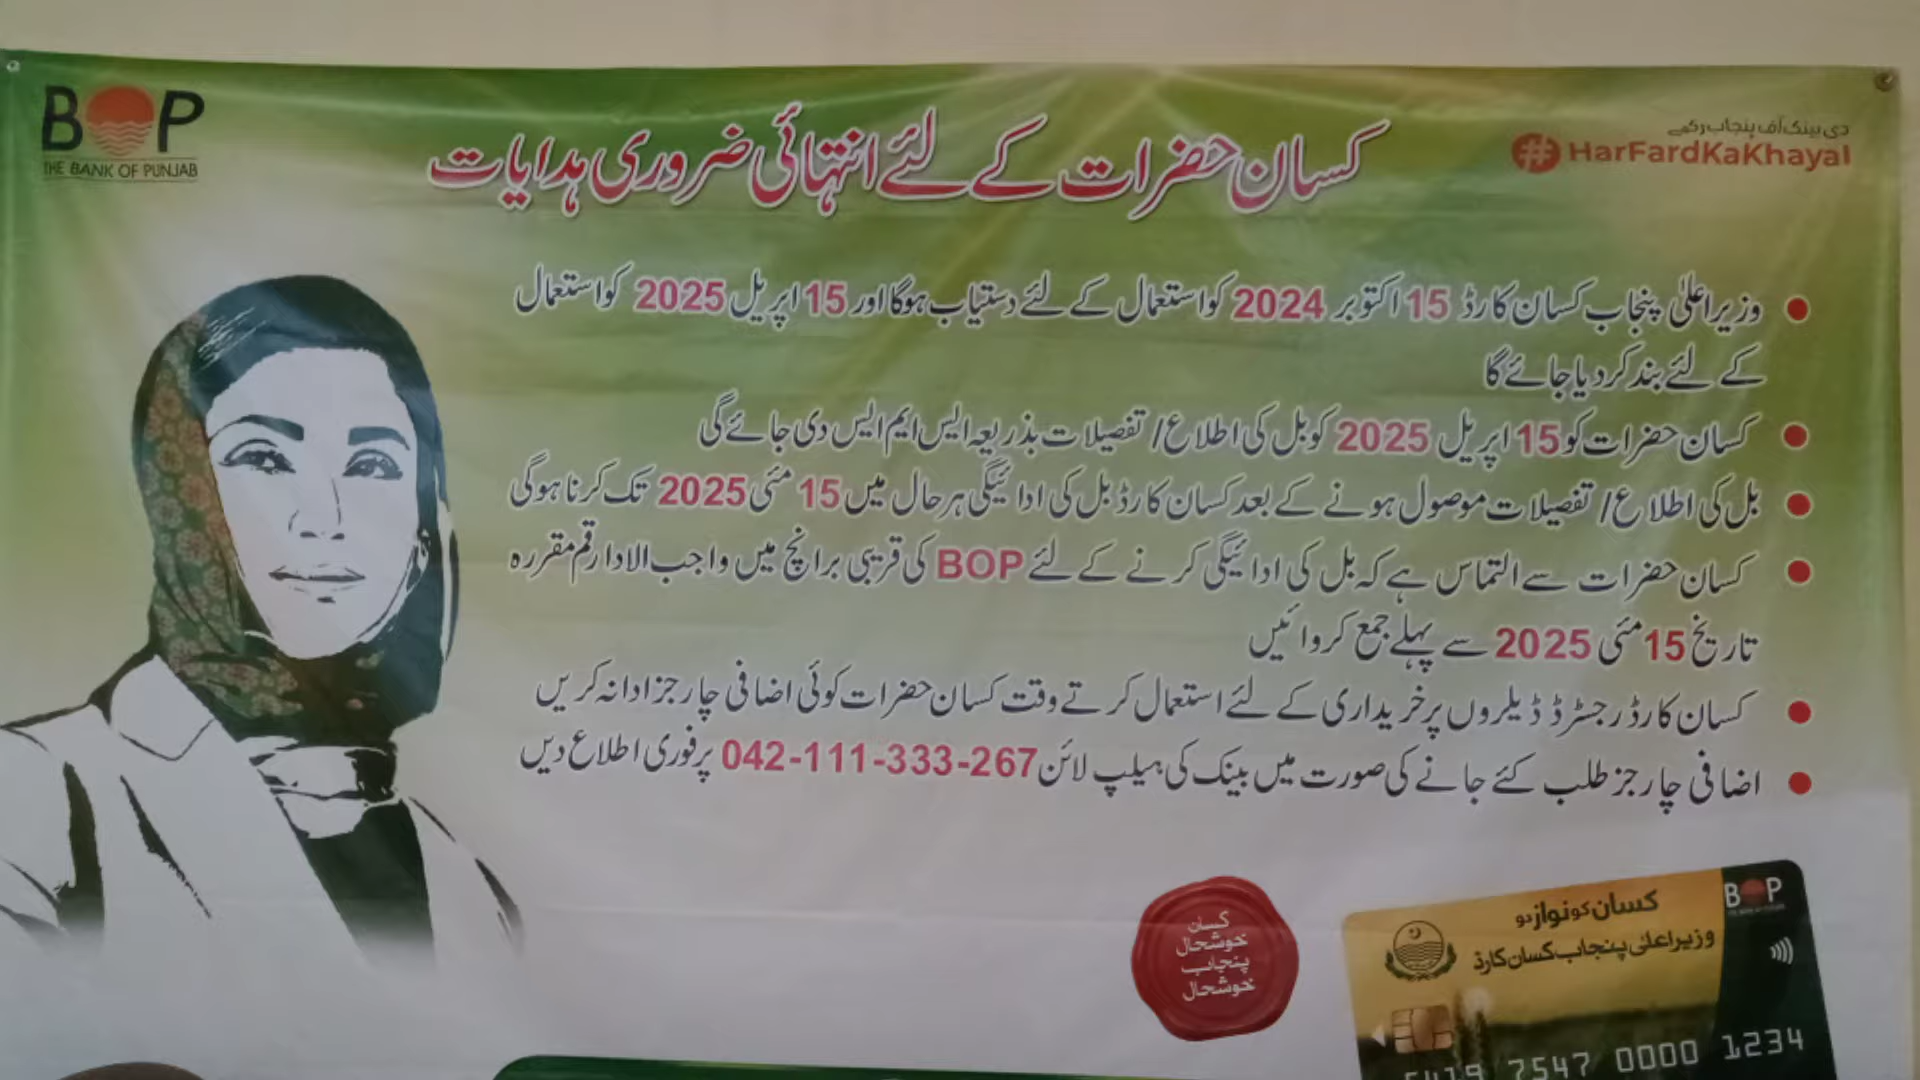 BOP
THE BANK OF PUNJAB
دی بینک آف پنجاب رکھے
#HarFardKaKhayal
کسان حضرات کے لئے انتہائی ضروری ہدایات
وزیراعلیٰ پنجاب کسان کارڈ 15 اکتوبر 2024 کو استعمال کے لئے دستیاب ہوگا اور 15 اپریل 2025 کو استعمال
کے لئے بند کر دیا جائے گا
کسان حضرات کو 15 اپریل 2025 کو بل کی اطلاع / تفصیلات بذریعہ ایس ایم ایس دی جائے گی
بل کی اطلاع / تفصیلات موصول ہونے کے بعد کسان کارڈ بل کی ادائیگی ہر حال میں 15 مئی 2025 تک کرنا ہوگی
کسان حضرات سے التماس ہے کہ بل کی ادائیگی کرنے کے لئے BOP کی قریبی برانچ میں واجب الادا رقم مقررہ
تاریخ 15 مئی 2025 سے پہلے جمع کروائیں
کسان کارڈ رجسٹرڈ ڈیلروں پر خریداری کے لئے استعمال کرتے وقت کسان حضرات کوئی اضافی چارجز ادا نہ کریں
اضافی چارجز طلب کئے جانے کی صورت میں بینک کی ہیلپ لائن 042-111-333-267 پر فوری اطلاع دیں
کسان
خوشحال
پنجاب
خوشحال
BOP
کسان کو نواز دو
وزیراعلیٰ پنجاب کسان کارڈ
7547 0000 1234